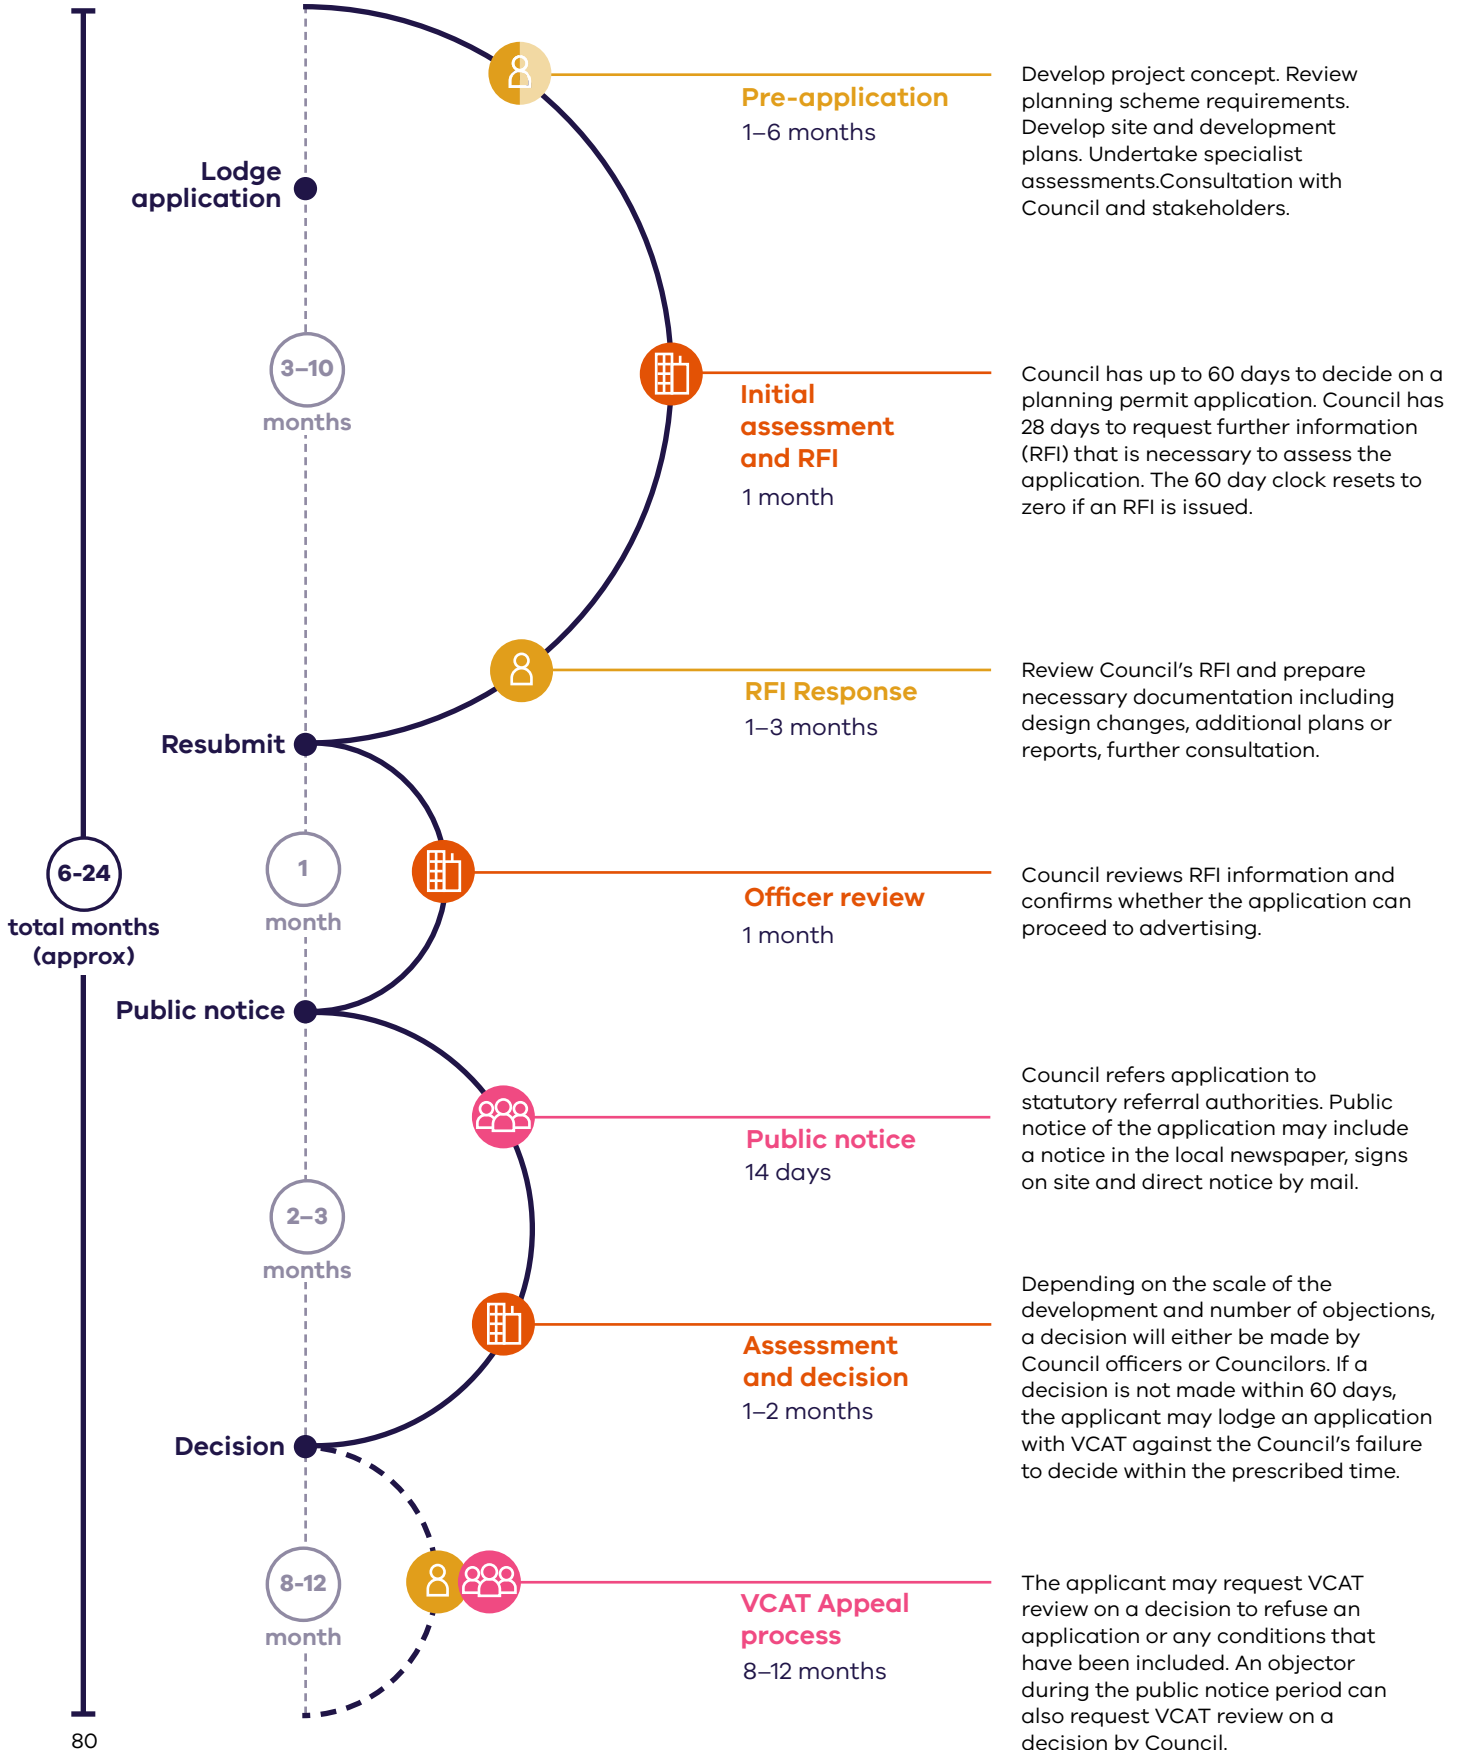 Pre-application
1–6 months
Develop project concept. Review
planning scheme requirements.
Develop site and development
plans. Undertake specialist
assessments.Consultation with
Council and stakeholders.
Lodge
application
3–10
months
Initial
assessment
and RFI
1 month
Council has up to 60 days to decide on a
planning permit application. Council has
28 days to request further information
(RFI) that is necessary to assess the
application. The 60 day clock resets to
zero if an RFI is issued.
RFI Response
1–3 months
Review Council's RFI and prepare
necessary documentation including
design changes, additional plans or
reports, further consultation.
Resubmit
6-24
total months
(approx)
1
month
Officer review
1 month
Council reviews RFI information and
confirms whether the application can
proceed to advertising.
Public notice
Public notice
14 days
Council refers application to
statutory referral authorities. Public
notice of the application may include
a notice in the local newspaper, signs
on site and direct notice by mail.
2–3
months
Assessment
and decision
1–2 months
Depending on the scale of the
development and number of objections,
a decision will either be made by
Council officers or Councilors. If a
decision is not made within 60 days,
the applicant may lodge an application
with VCAT against the Council's failure
to decide within the prescribed time.
Decision
8-12
month
VCAT Appeal
process
8–12 months
The applicant may request VCAT
review on a decision to refuse an
application or any conditions that
have been included. An objector
during the public notice period can
also request VCAT review on a
decision by Council.
80